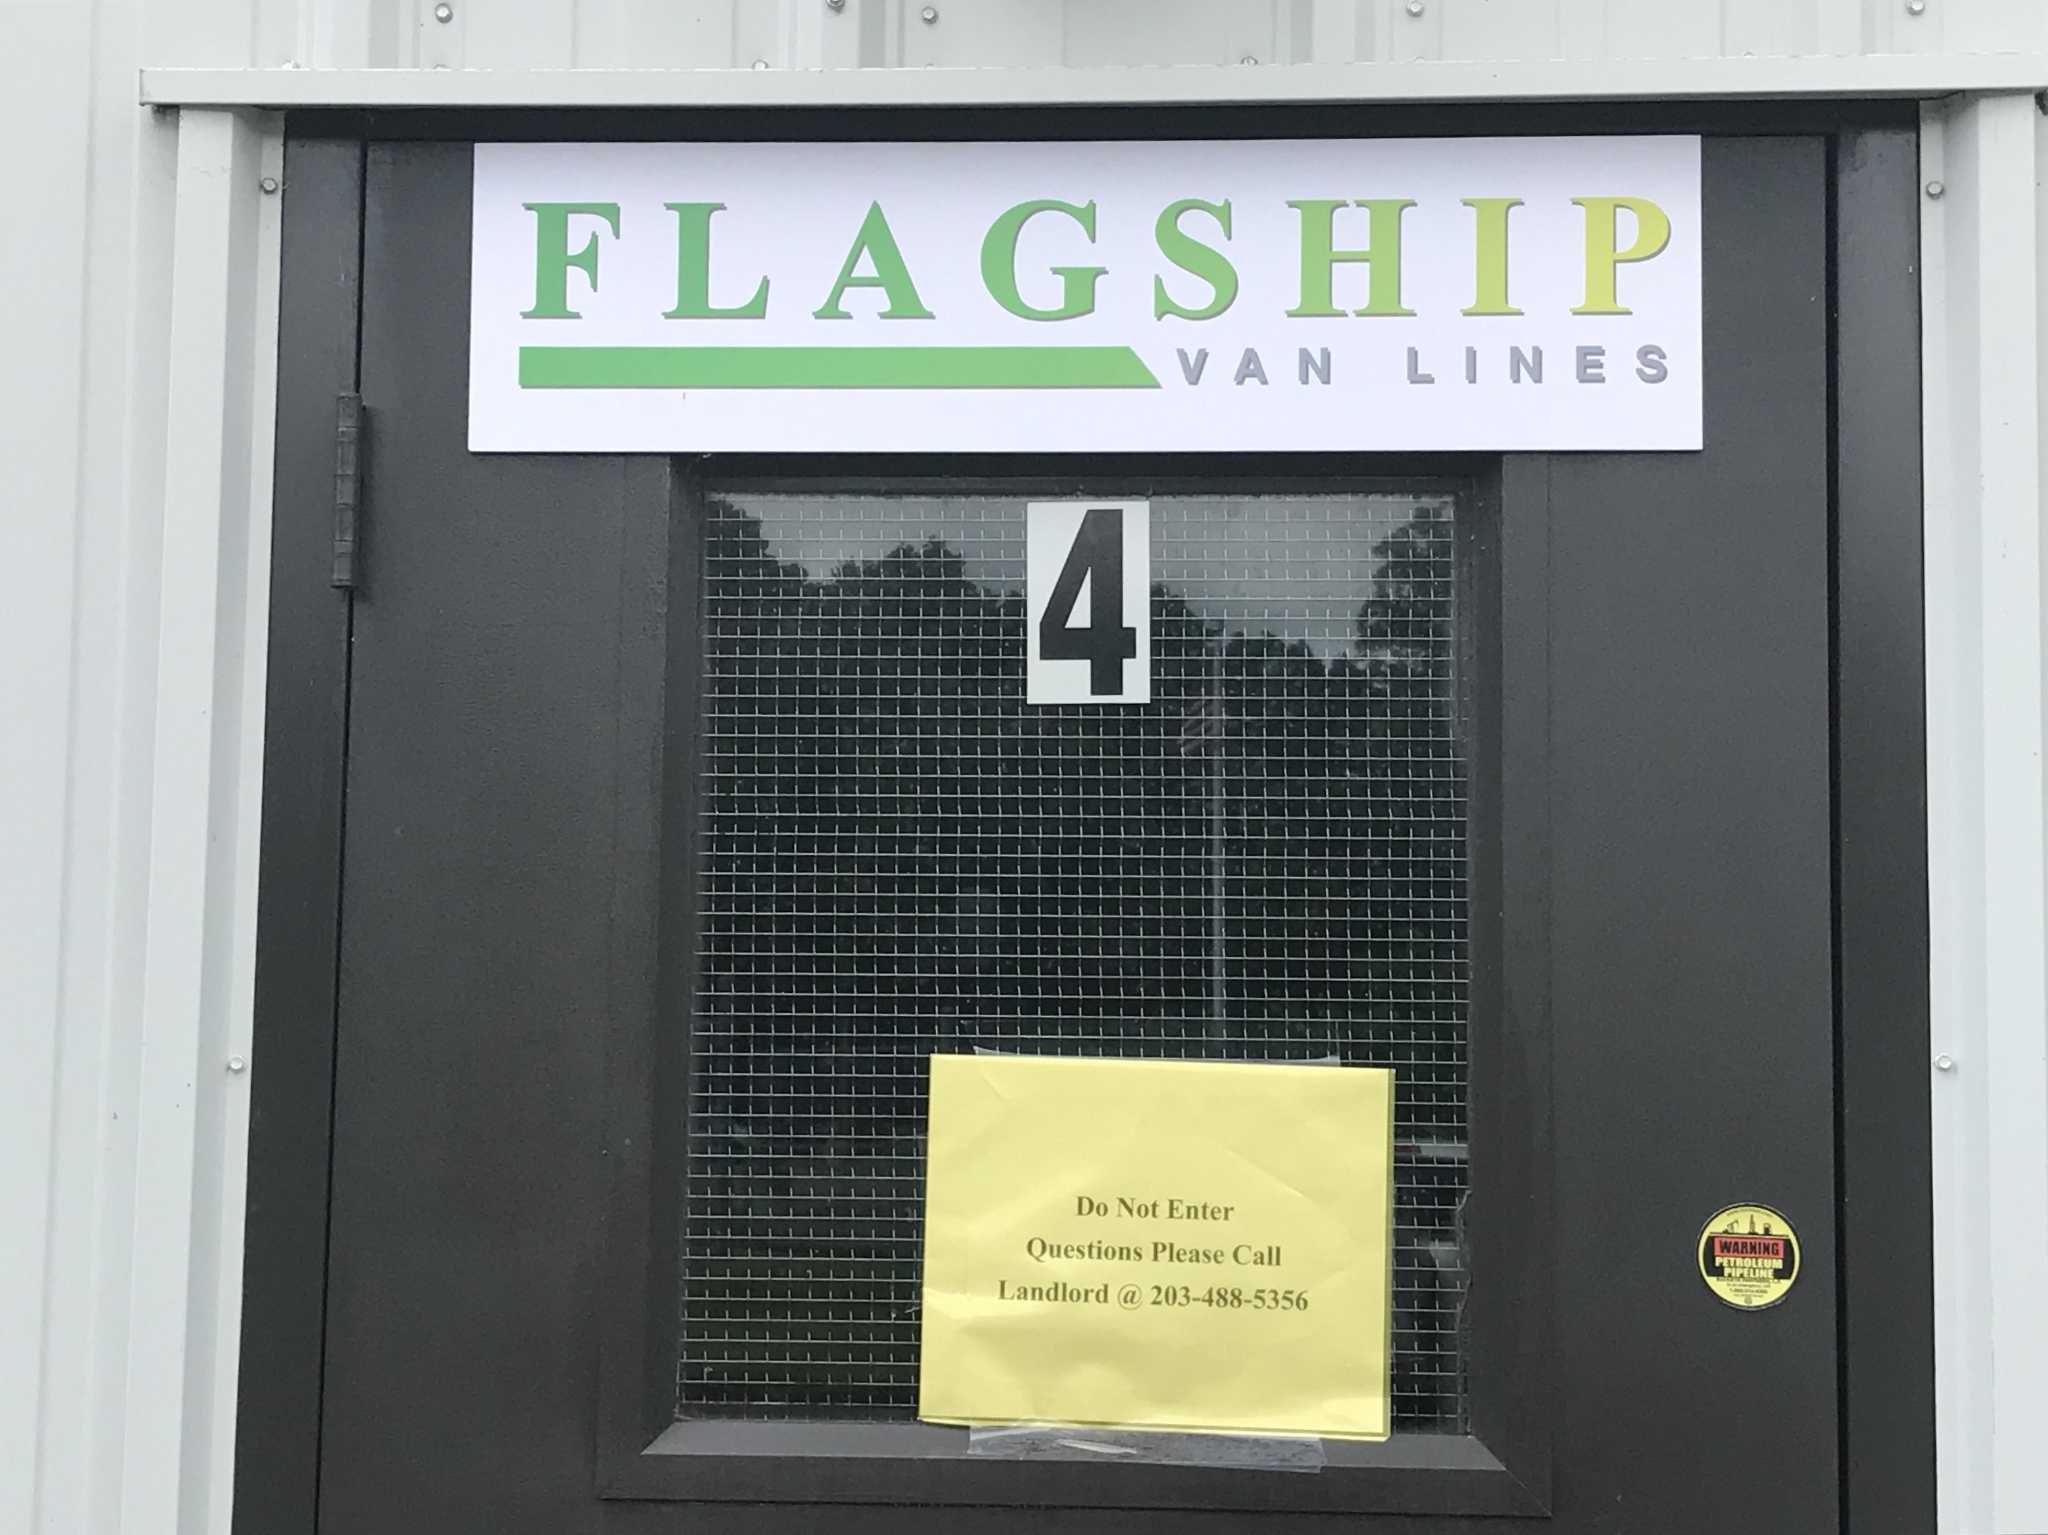 FLAGSHIP
VAN LINES
4
Do Not Enter
Questions Please Call
Landlord @ 203-488-5356
WARNING
PETROLEUM
PIPELINE